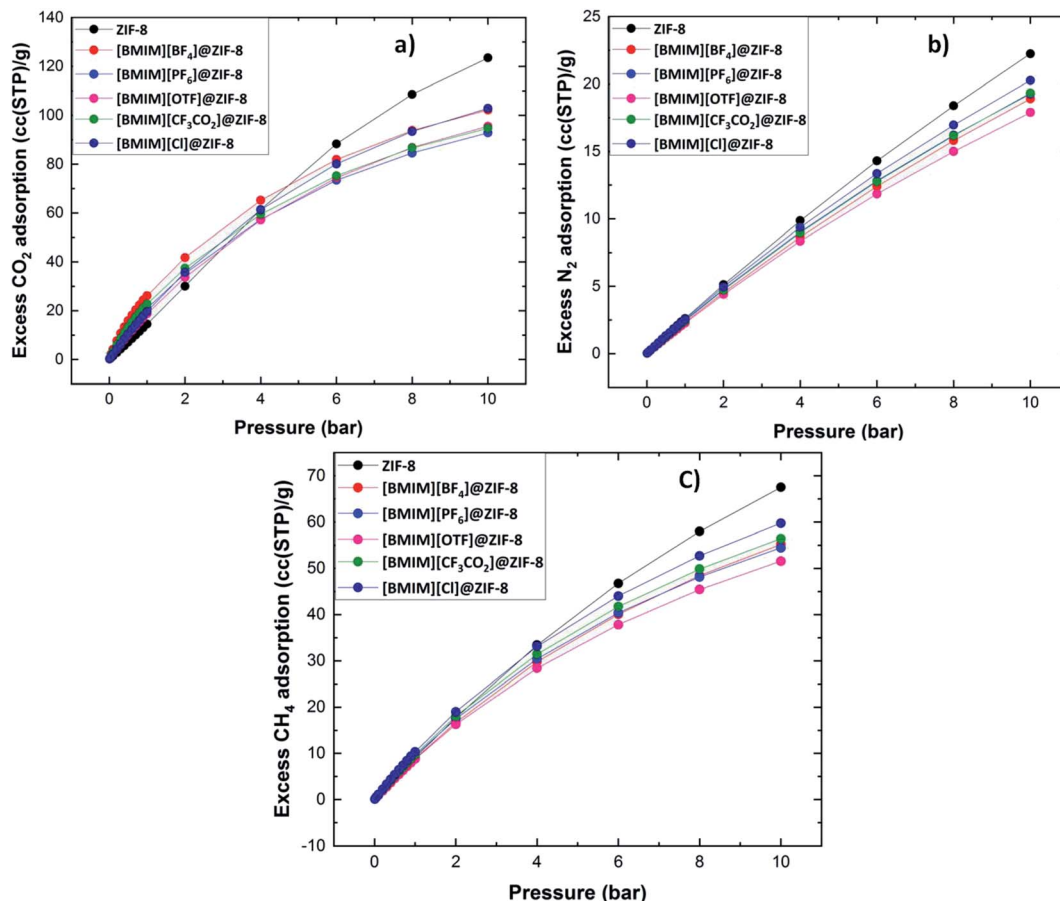 a)
ZIF-8
[BMIM][BF₄]@ZIF-8
[BMIM][PF₆]@ZIF-8
[BMIM][OTF]@ZIF-8
[BMIM][CF₃CO₂]@ZIF-8
[BMIM][Cl]@ZIF-8
Excess CO₂ adsorption (cc(STP)/g)
140
120
100
80
60
40
20
0
0 2 4 6 8 10
Pressure (bar)
b)
ZIF-8
[BMIM][BF₄]@ZIF-8
[BMIM][PF₆]@ZIF-8
[BMIM][OTF]@ZIF-8
[BMIM][CF₃CO₂]@ZIF-8
[BMIM][Cl]@ZIF-8
Excess N₂ adsorption (cc(STP)/g)
25
20
15
10
5
0
0 2 4 6 8 10
Pressure (bar)
C)
ZIF-8
[BMIM][BF₄]@ZIF-8
[BMIM][PF₆]@ZIF-8
[BMIM][OTF]@ZIF-8
[BMIM][CF₃CO₂]@ZIF-8
[BMIM][Cl]@ZIF-8
Excess CH₄ adsorption (cc(STP)/g)
70
60
50
40
30
20
10
0
-10
0 2 4 6 8 10
Pressure (bar)